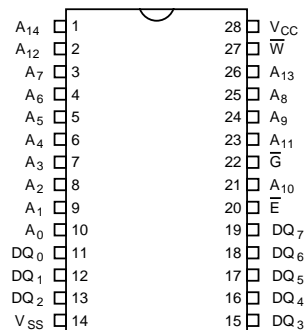 A14 1 28 VCC
A12 2 27 W̅
A7 3 26 A13
A6 4 25 A8
A5 5 24 A9
A4 6 23 A11
A3 7 22 G̅
A2 8 21 A10
A1 9 20 E̅
A0 10 19 DQ7
DQ0 11 18 DQ6
DQ1 12 17 DQ5
DQ2 13 16 DQ4
VSS 14 15 DQ3